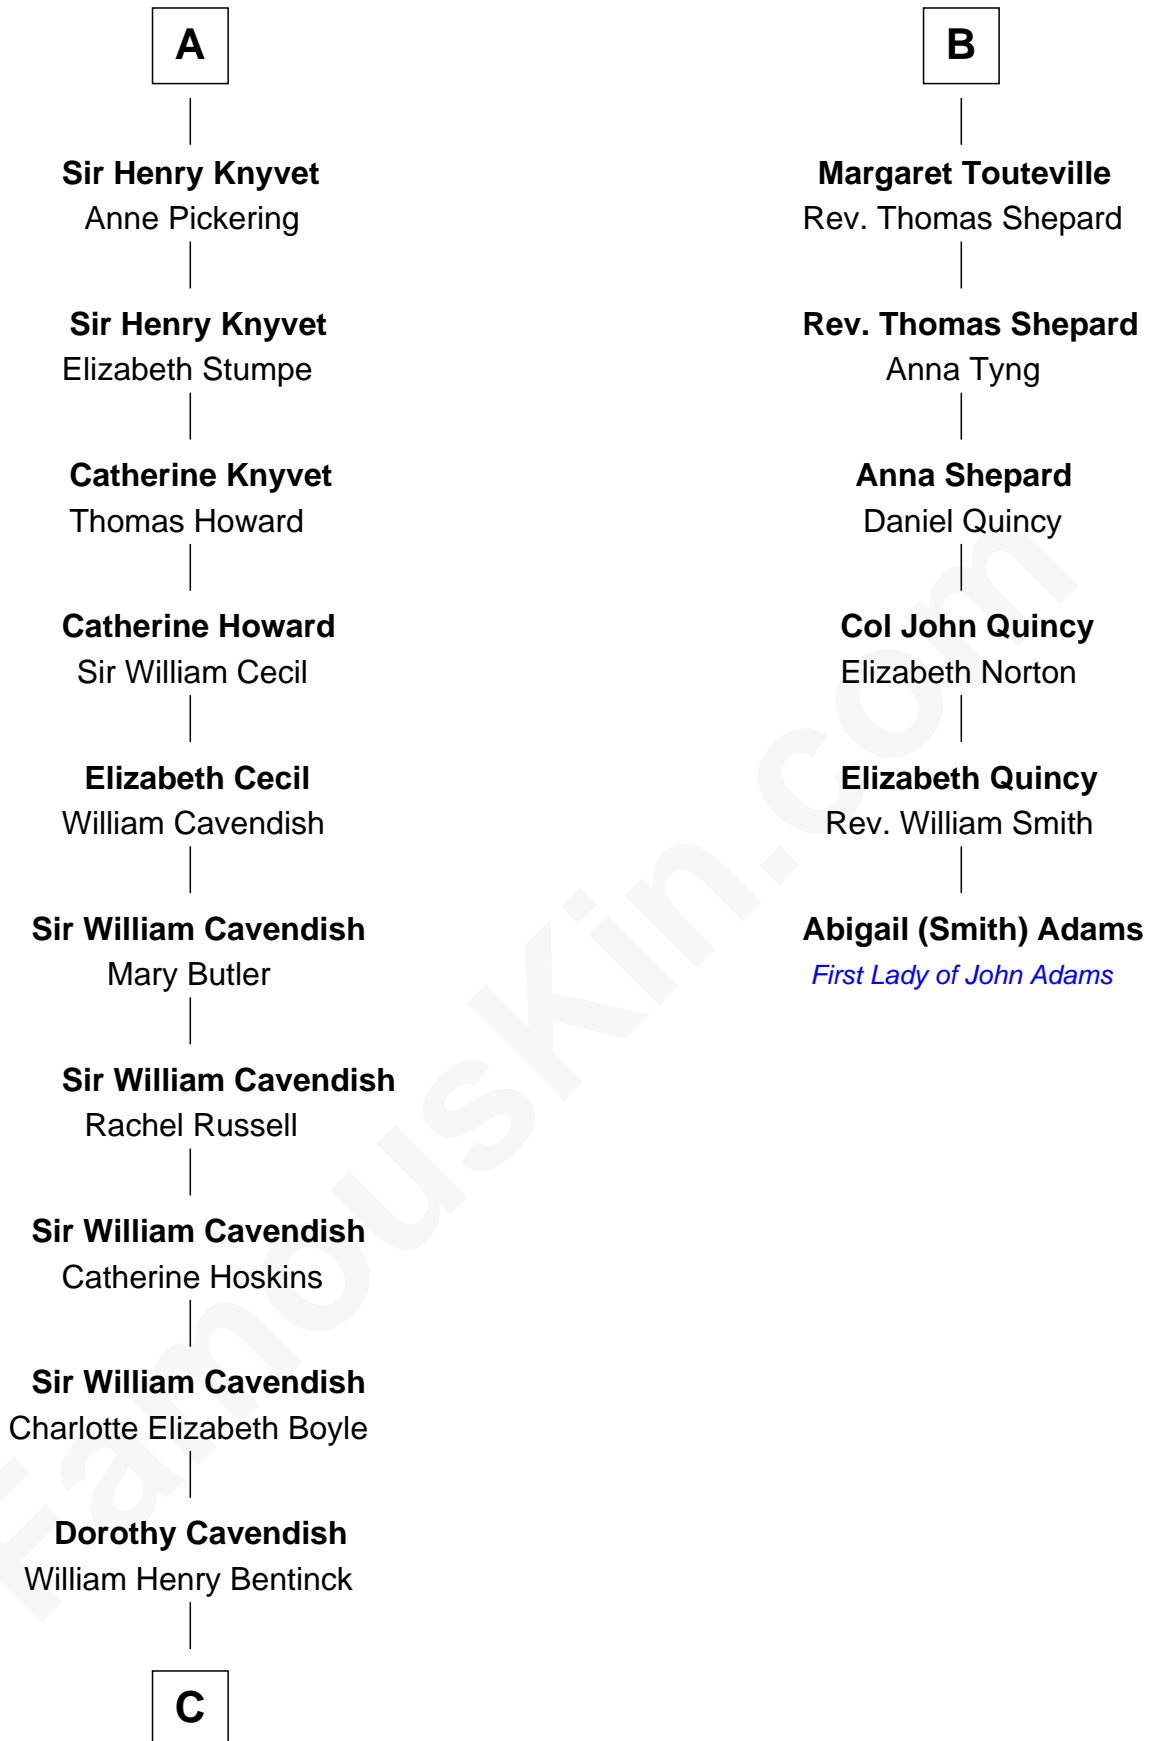 A
Sir Henry Knyvet
Anne Pickering
Sir Henry Knyvet
Elizabeth Stumpe
Catherine Knyvet
Thomas Howard
Catherine Howard
Sir William Cecil
Elizabeth Cecil
William Cavendish
Sir William Cavendish
Mary Butler
Sir William Cavendish
Rachel Russell
Sir William Cavendish
Catherine Hoskins
Sir William Cavendish
Charlotte Elizabeth Boyle
Dorothy Cavendish
William Henry Bentinck
C
B
Margaret Touteville
Rev. Thomas Shepard
Rev. Thomas Shepard
Anna Tyng
Anna Shepard
Daniel Quincy
Col John Quincy
Elizabeth Norton
Elizabeth Quincy
Rev. William Smith
Abigail (Smith) Adams
First Lady of John Adams
FamousKin.com